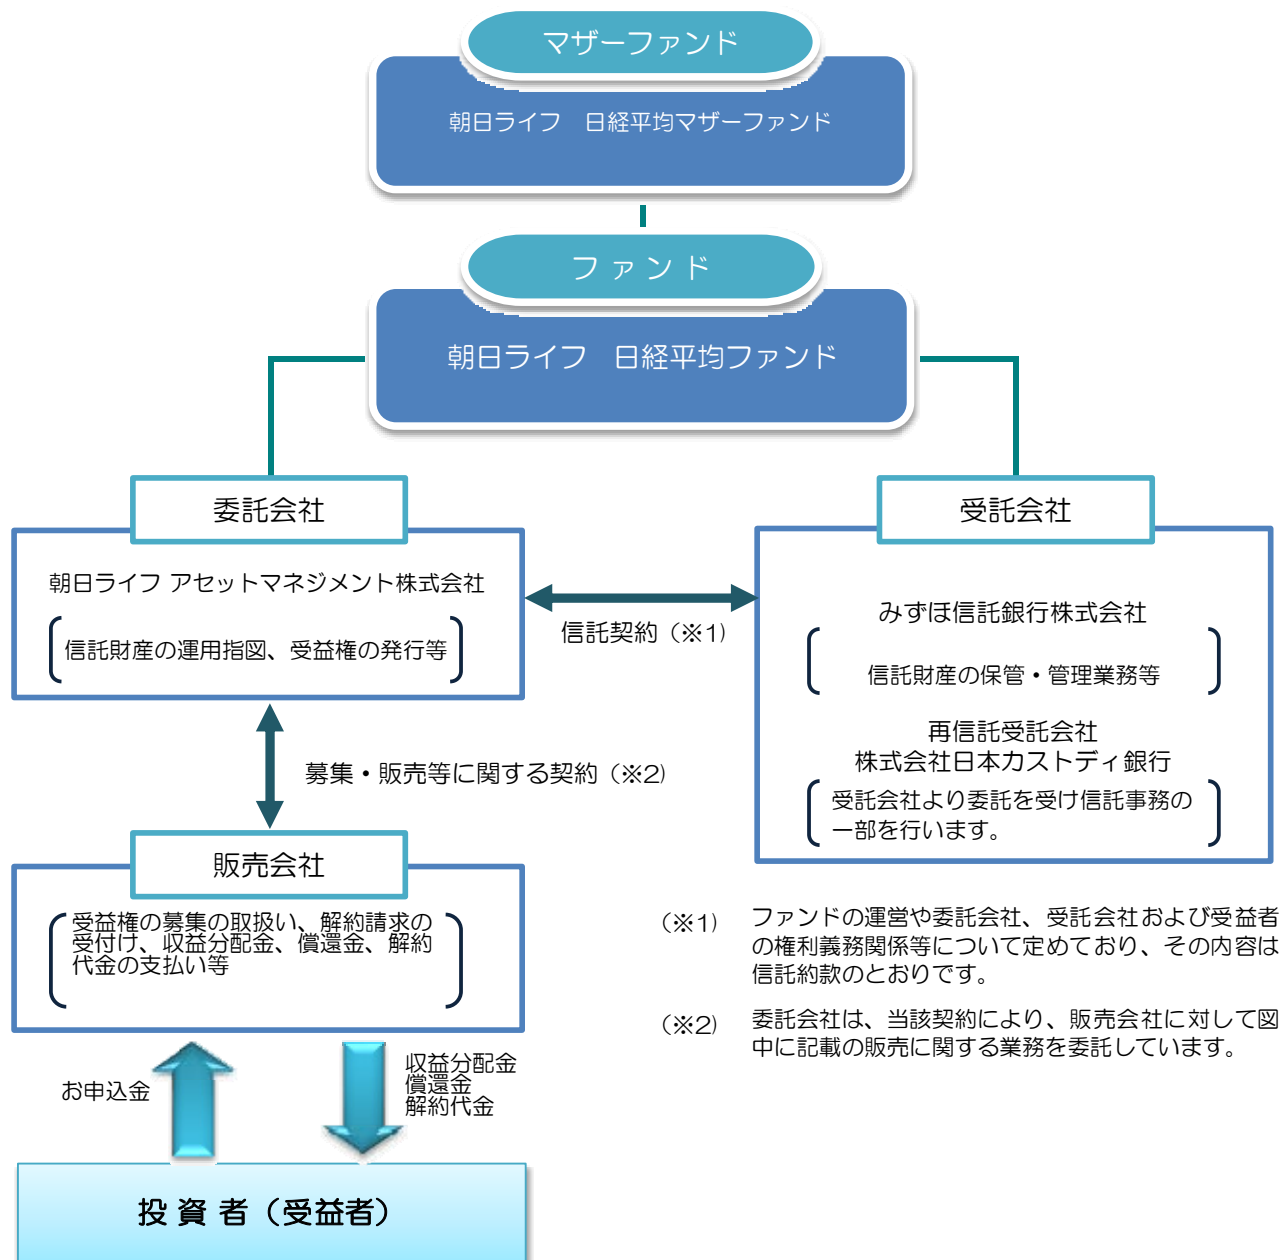 マザーファンド
朝日ライフ　日経平均マザーファンド
ファンド
朝日ライフ　日経平均ファンド
委託会社
朝日ライフ アセットマネジメント株式会社
信託財産の運用指図、受益権の発行等
信託契約（※1）
受託会社
みずほ信託銀行株式会社
信託財産の保管・管理業務等
再信託受託会社
株式会社日本カストディ銀行
受託会社より委託を受け信託事務の
一部を行います。
募集・販売等に関する契約（※2）
販売会社
受益権の募集の取扱い、解約請求の
受付け、収益分配金、償還金、解約
代金の支払い等
（※1）　ファンドの運営や委託会社、受託会社および受益者
の権利義務関係等について定めており、その内容は
信託約款のとおりです。
（※2）　委託会社は、当該契約により、販売会社に対して図
中に記載の販売に関する業務を委託しています。
お申込金
収益分配金
償還金
解約代金
投 資 者（受益者）